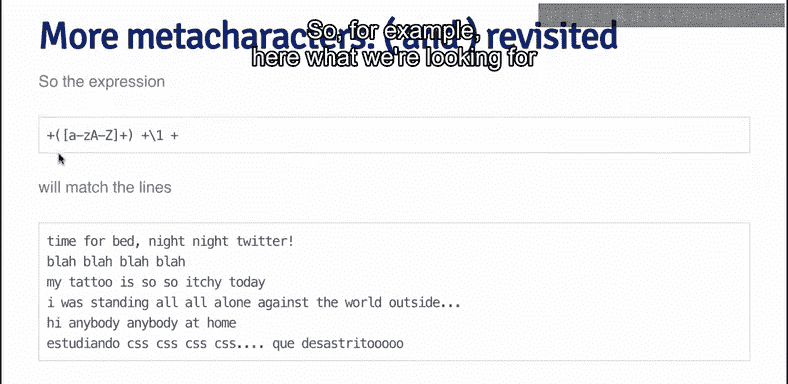 More metacharacters: ( and ) revisited
So, for example,
here what we're looking for
So the expression
+([a-zA-Z]+) +\1 +
will match the lines
time for bed, night night twitter!
blah blah blah blah
my tattoo is so so itchy today
i was standing all all alone against the world outside...
hi anybody anybody at home
estudiando css css css css.... que desastritooooo